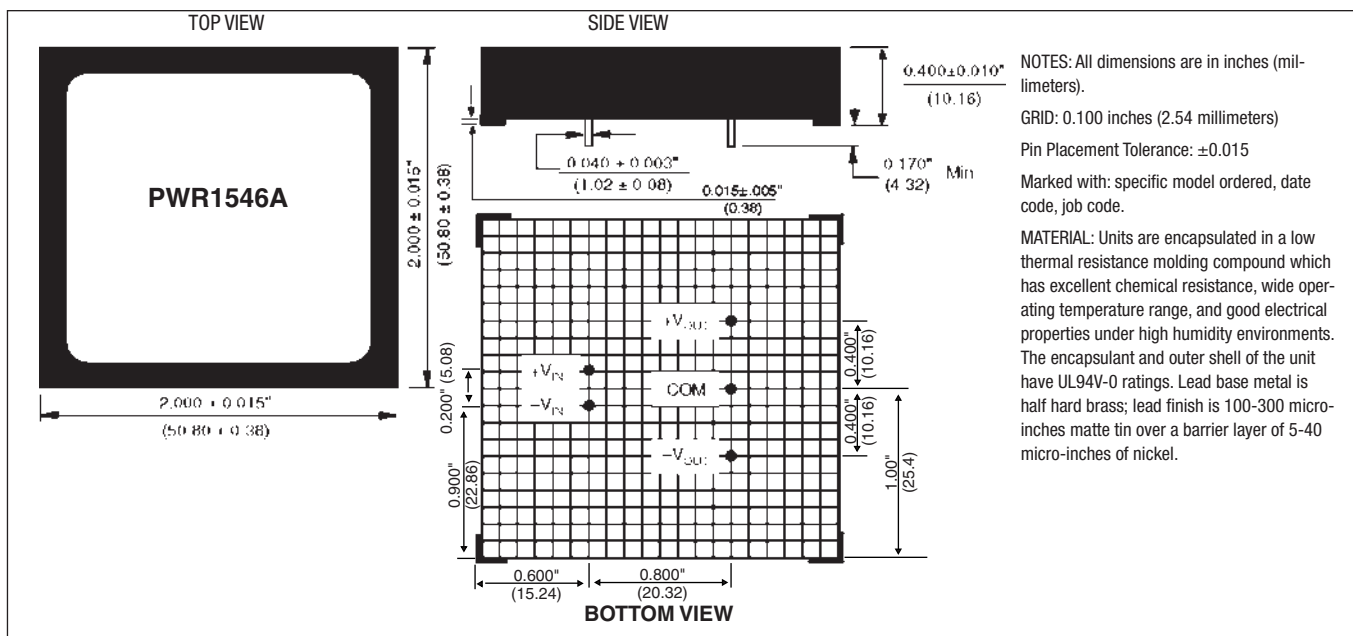 TOP VIEW
SIDE VIEW
PWR1546A
2.000 ± 0.015"
(50.80 ± 0.38)
2.000 ± 0.015"
(50.80 ± 0.38)
0.400±0.010"
(10.16)
0.040 ± 0.003"
(1.02 ± 0.08)
0.015±.005"
(0.38)
0.170"
(4.32)
Min
+VOUT
+VIN
COM
–VIN
–VOUT
0.200" (5.08)
0.900"
(22.86)
0.400"
(10.16)
0.400"
(10.16)
1.00"
(25.4)
0.600"
(15.24)
0.800"
(20.32)
BOTTOM VIEW
NOTES: All dimensions are in inches (mil-
limeters).
GRID: 0.100 inches (2.54 millimeters)
Pin Placement Tolerance: ±0.015
Marked with: specific model ordered, date
code, job code.
MATERIAL: Units are encapsulated in a low
thermal resistance molding compound which
has excellent chemical resistance, wide oper-
ating temperature range, and good electrical
properties under high humidity environments.
The encapsulant and outer shell of the unit
have UL94V-0 ratings. Lead base metal is
half hard brass; lead finish is 100-300 micro-
inches matte tin over a barrier layer of 5-40
micro-inches of nickel.